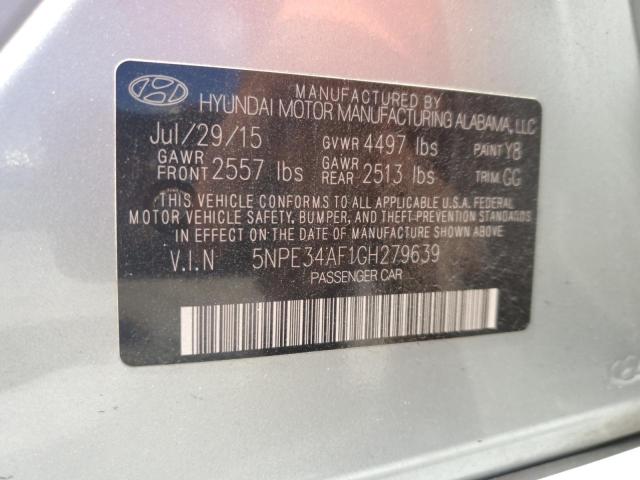 MANUFACTURED BY
HYUNDAI MOTOR MANUFACTURING ALABAMA, LLC
Jul/29/15 GVWR 4497 lbs PAINT Y8
GAWR FRONT 2557 lbs GAWR REAR 2513 lbs TRIM GG
THIS VEHICLE CONFORMS TO ALL APPLICABLE U.S.A. FEDERAL
MOTOR VEHICLE SAFETY, BUMPER, AND THEFT-PREVENTION STANDARDS
IN EFFECT ON THE DATE OF MANUFACTURE SHOWN ABOVE.
V.I.N 5NPE34AF1GH279639
PASSENGER CAR